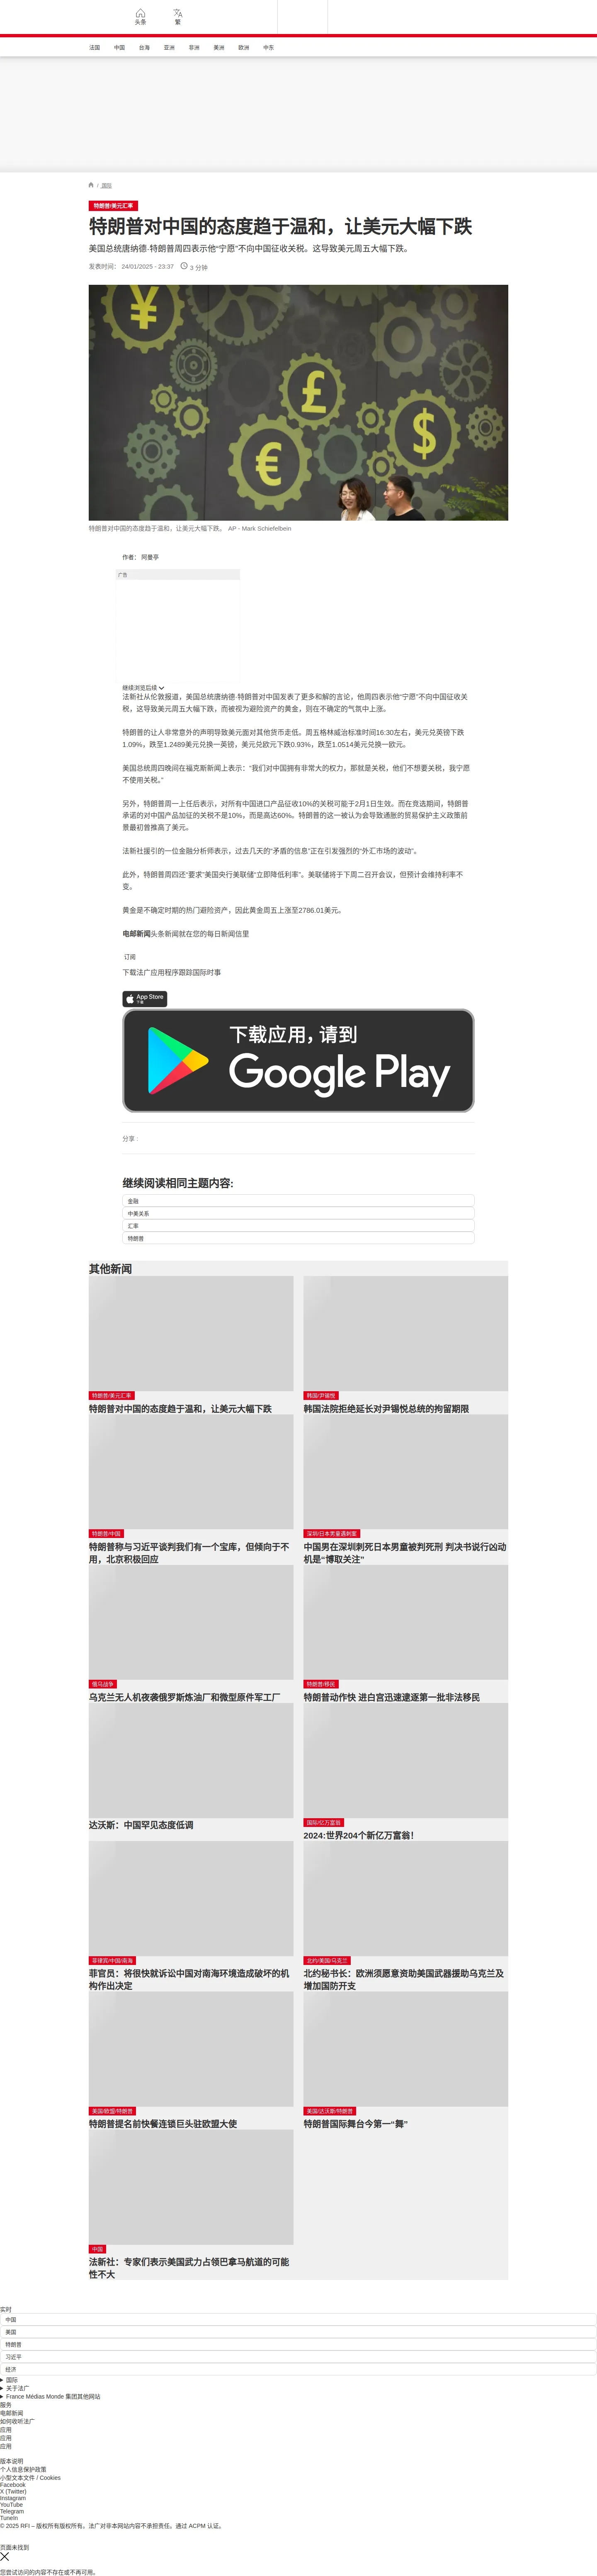 头条
繁
法国 中国 台海 亚洲 非洲 美洲 欧洲 中东
/ 国际
特朗普/美元汇率
特朗普对中国的态度趋于温和，让美元大幅下跌
美国总统唐纳德·特朗普周四表示他“宁愿”不向中国征收关税。这导致美元周五大幅下跌。
发表时间： 24/01/2025 - 23:37 3 分钟
特朗普对中国的态度趋于温和，让美元大幅下跌。 AP - Mark Schiefelbein
作者： 阿曼亭
广告
继续浏览后续
法新社从伦敦报道，美国总统唐纳德·特朗普对中国发表了更多和解的言论，他周四表示他“宁愿”不向中国征收关
税，这导致美元周五大幅下跌，而被视为避险资产的黄金，则在不确定的气氛中上涨。
特朗普的让人非常意外的声明导致美元面对其他货币走低。周五格林威治标准时间16:30左右，美元兑英镑下跌
1.09%，跌至1.2489美元兑换一英镑，美元兑欧元下跌0.93%，跌至1.0514美元兑换一欧元。
美国总统周四晚间在福克斯新闻上表示：“我们对中国拥有非常大的权力，那就是关税，他们不想要关税，我宁愿
不使用关税。”
另外，特朗普周一上任后表示，对所有中国进口产品征收10%的关税可能于2月1日生效。而在竞选期间，特朗普
承诺的对中国产品加征的关税不是10%，而是高达60%。特朗普的这一被认为会导致通胀的贸易保护主义政策前
景最初曾推高了美元。
法新社援引的一位金融分析师表示，过去几天的“矛盾的信息”正在引发强烈的“外汇市场的波动”。
此外，特朗普周四还“要求”美国央行美联储“立即降低利率”。美联储将于下周二召开会议，但预计会维持利率不
变。
黄金是不确定时期的热门避险资产，因此黄金周五上涨至2786.01美元。
电邮新闻头条新闻就在您的每日新闻信里
订阅
下载法广应用程序跟踪国际时事
App Store
下载
下载应用，请到
Google Play
分享 :
继续阅读相同主题内容:
金融
中美关系
汇率
特朗普
其他新闻
特朗普/美元汇率
特朗普对中国的态度趋于温和，让美元大幅下跌
韩国/尹锡悦
韩国法院拒绝延长对尹锡悦总统的拘留期限
特朗普/中国
特朗普称与习近平谈判我们有一个宝库，但倾向于不
用，北京积极回应
深圳/日本男童遇刺案
中国男在深圳刺死日本男童被判死刑 判决书说行凶动
机是“博取关注”
俄乌战争
乌克兰无人机夜袭俄罗斯炼油厂和微型原件军工厂
特朗普/移民
特朗普动作快 进白宫迅速逮逐第一批非法移民
达沃斯：中国罕见态度低调
国际/亿万富翁
2024:世界204个新亿万富翁！
菲律宾/中国/南海
菲官员：将很快就诉讼中国对南海环境造成破坏的机
构作出决定
北约/美国/乌克兰
北约秘书长：欧洲须愿意资助美国武器援助乌克兰及
增加国防开支
美国/欧盟/特朗普
特朗普提名前快餐连锁巨头驻欧盟大使
美国/达沃斯/特朗普
特朗普国际舞台今第一“舞”
中国
法新社：专家们表示美国武力占领巴拿马航道的可能
性不大
实时
中国
美国
特朗普
习近平
经济
国际
关于法广
France Médias Monde 集团其他网站
服务
电邮新闻
如何收听法广
应用
应用
应用
版本说明
个人信息保护政策
小型文本文件 / Cookies
Facebook
X (Twitter)
Instagram
YouTube
Telegram
TuneIn
© 2025 RFI – 版权所有版权所有。法广对非本网站内容不承担责任。通过 ACPM 认证。
页面未找到
您尝试访问的内容不存在或不再可用。